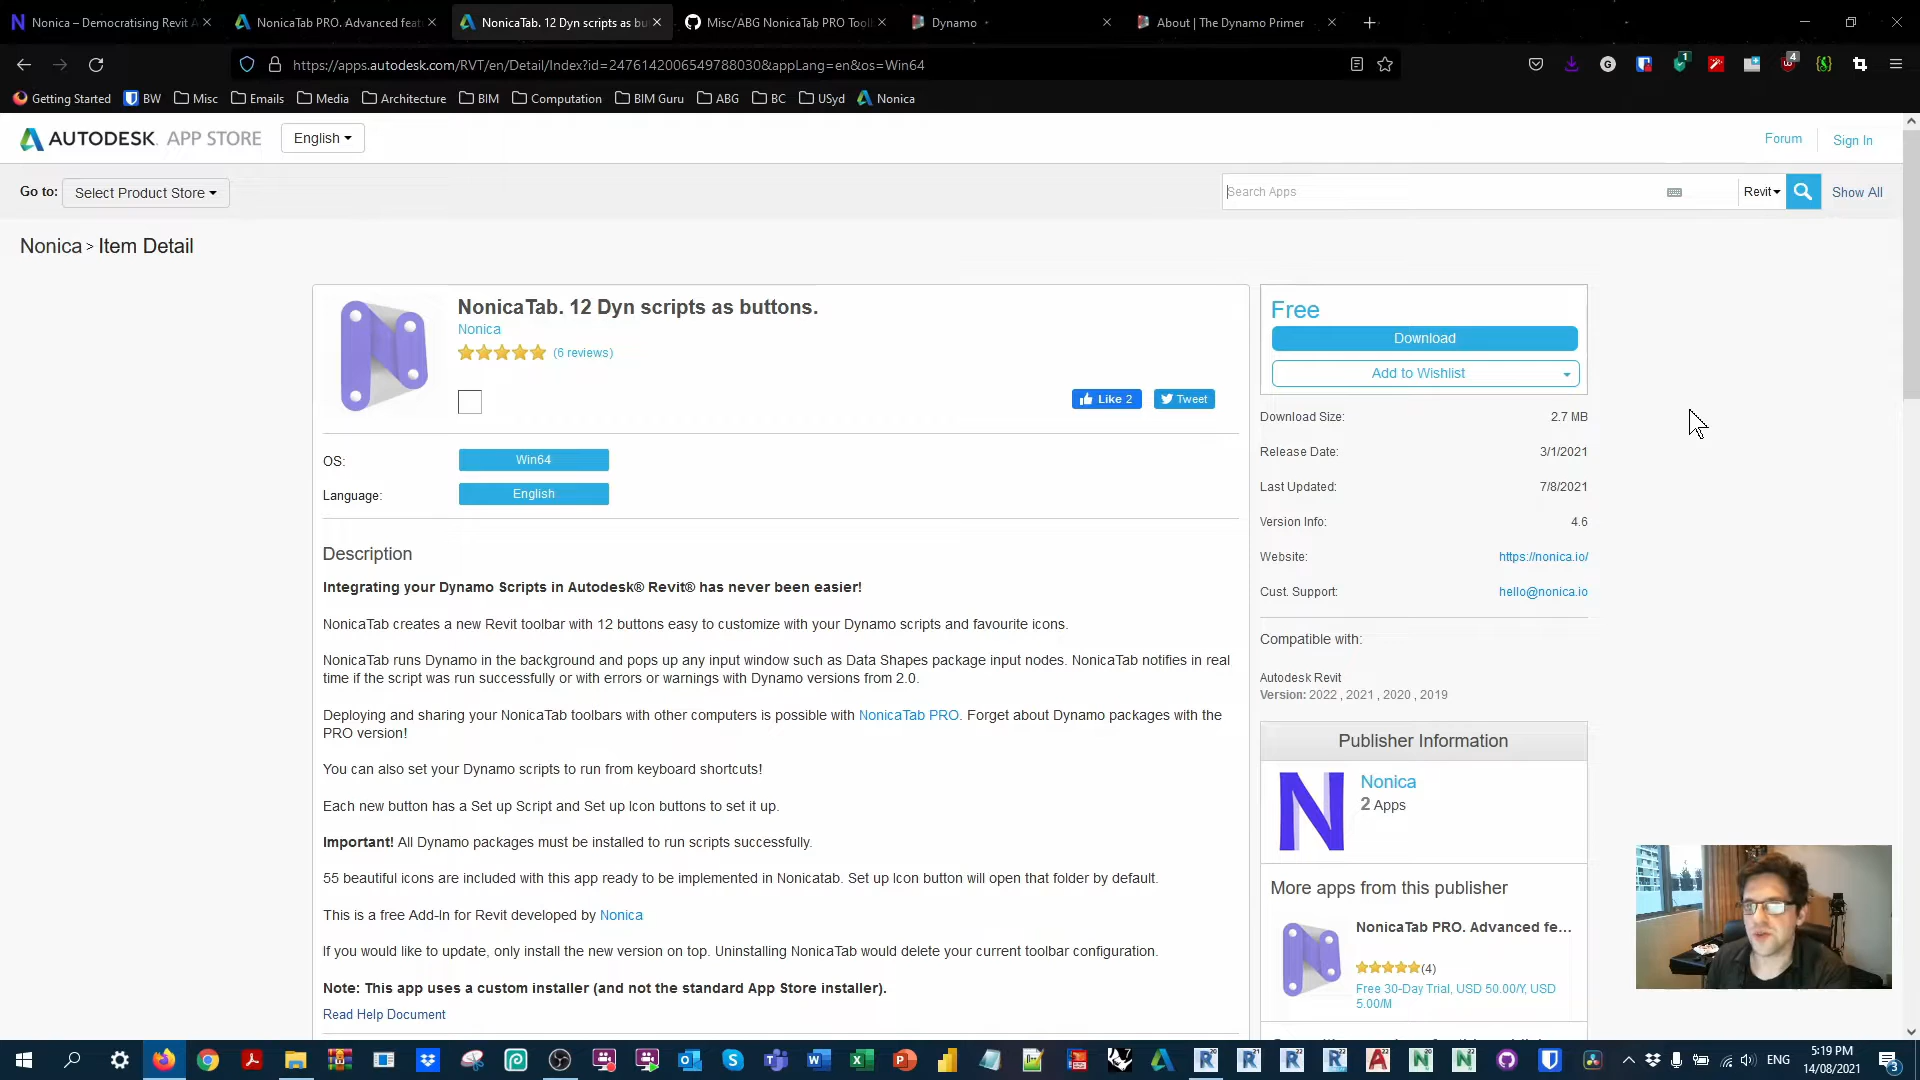 Nonica – Democratising Revit A
NonicaTab PRO. Advanced feat
NonicaTab. 12 Dyn scripts as bu
Misc/ABG NonicaTab PRO Tool
Dynamo
About | The Dynamo Primer
https://apps.autodesk.com/RVT/en/Detail/Index?id=2476142006549788030&appLang=en&os=Win64
Getting Started BW Misc Emails Media Architecture BIM Computation BIM Guru ABG BC USyd Nonica
AUTODESK. APP STORE English
Forum Sign In
Go to: Select Product Store
Search Apps Revit Show All
Nonica > Item Detail
NonicaTab. 12 Dyn scripts as buttons.
Nonica
(6 reviews)
Like 2 Tweet
OS: Win64
Language: English
Description
Integrating your Dynamo Scripts in Autodesk® Revit® has never been easier!
NonicaTab creates a new Revit toolbar with 12 buttons easy to customize with your Dynamo scripts and favourite icons.
NonicaTab runs Dynamo in the background and pops up any input window such as Data Shapes package input nodes. NonicaTab notifies in real
time if the script was run successfully or with errors or warnings with Dynamo versions from 2.0.
Deploying and sharing your NonicaTab toolbars with other computers is possible with NonicaTab PRO. Forget about Dynamo packages with the
PRO version!
You can also set your Dynamo scripts to run from keyboard shortcuts!
Each new button has a Set up Script and Set up Icon buttons to set it up.
Important! All Dynamo packages must be installed to run scripts successfully.
55 beautiful icons are included with this app ready to be implemented in Nonicatab. Set up Icon button will open that folder by default.
This is a free Add-In for Revit developed by Nonica
If you would like to update, only install the new version on top. Uninstalling NonicaTab would delete your current toolbar configuration.
Note: This app uses a custom installer (and not the standard App Store installer).
Read Help Document
Free
Download
Add to Wishlist
Download Size: 2.7 MB
Release Date: 3/1/2021
Last Updated: 7/8/2021
Version Info: 4.6
Website: https://nonica.io/
Cust. Support: hello@nonica.io
Compatible with:
Autodesk Revit
Version: 2022 , 2021 , 2020 , 2019
Publisher Information
Nonica
2 Apps
More apps from this publisher
NonicaTab PRO. Advanced fe...
(4)
Free 30-Day Trial, USD 50.00/Y, USD
5.00/M
ENG
5:19 PM
14/08/2021
3